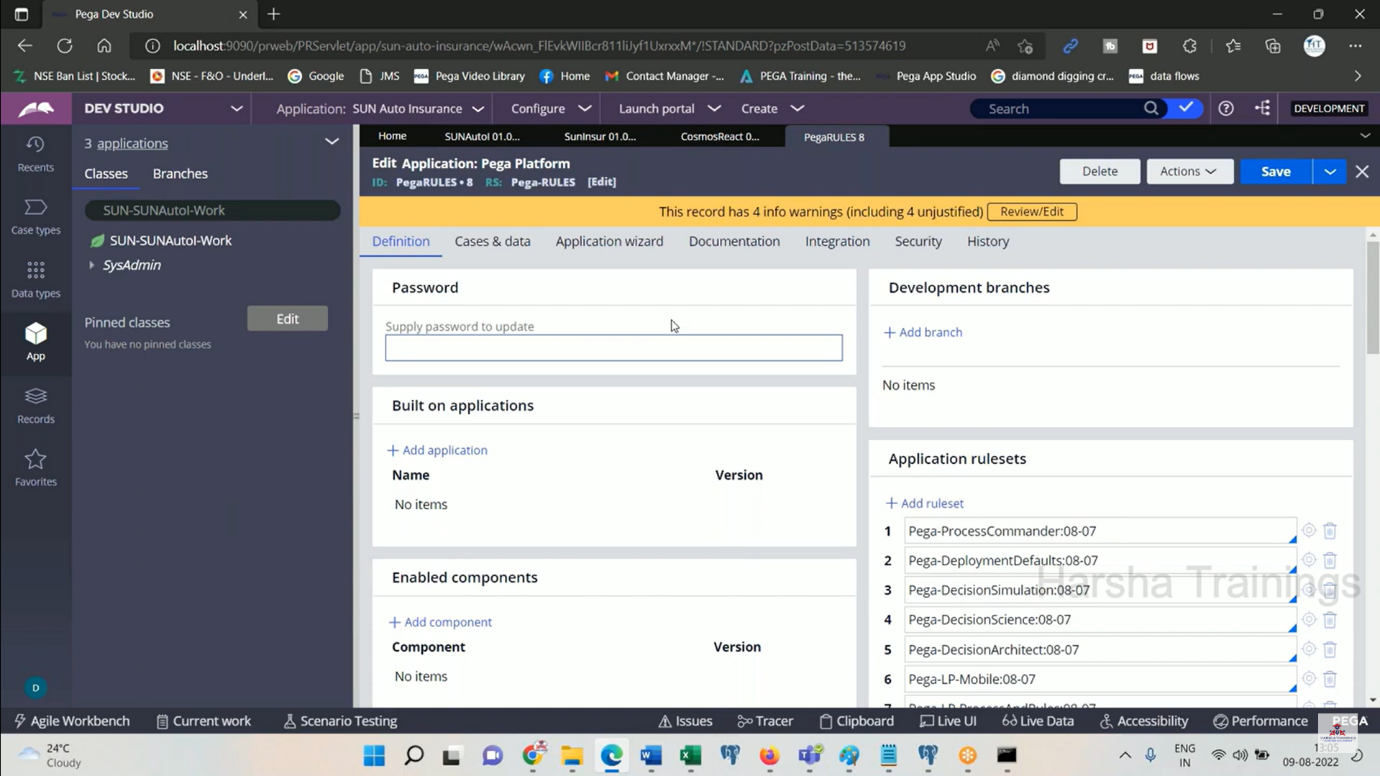 Pega Dev Studio
localhost:9090/prweb/PRServlet/app/sun-auto-insurance/wAcwn_FlEvkWIIBcr811liUyf1UxrxxM*/!STANDARD?pzPostData=513574619
NSE Ban List | Stock... NSE - F&O - Underl... Google JMS Pega Video Library Home Contact Manager -... PEGA Training - the... Pega App Studio diamond digging cr... data flows
DEV STUDIO Application: SUN Auto Insurance Configure Launch portal Create Search DEVELOPMENT
Recents
Case types
Data types
App
Records
Favorites
D
3 applications
Classes Branches
SUN-SUNAutoI-Work
SUN-SUNAutoI-Work
SysAdmin
Pinned classes Edit
You have no pinned classes
Home SUNAutoI 01.0... SunInsur 01.0... CosmosReact 0... PegaRULES 8
Edit Application: Pega Platform
ID: PegaRULES • 8 RS: Pega-RULES [Edit]
Delete Actions Save
This record has 4 info warnings (including 4 unjustified) Review/Edit
Definition Cases & data Application wizard Documentation Integration Security History
Password
Supply password to update
Built on applications
+ Add application
Name Version
No items
Enabled components
+ Add component
Component Version
No items
Development branches
+ Add branch
No items
Application rulesets
+ Add ruleset
1 Pega-ProcessCommander:08-07
2 Pega-DeploymentDefaults:08-07
3 Pega-DecisionSimulation:08-07
4 Pega-DecisionScience:08-07
5 Pega-DecisionArchitect:08-07
6 Pega-LP-Mobile:08-07
Harsha Trainings
Agile Workbench Current work Scenario Testing Issues Tracer Clipboard Live UI Live Data Accessibility Performance PEGA
24°C
Cloudy
ENG
IN
13:05
09-08-2022